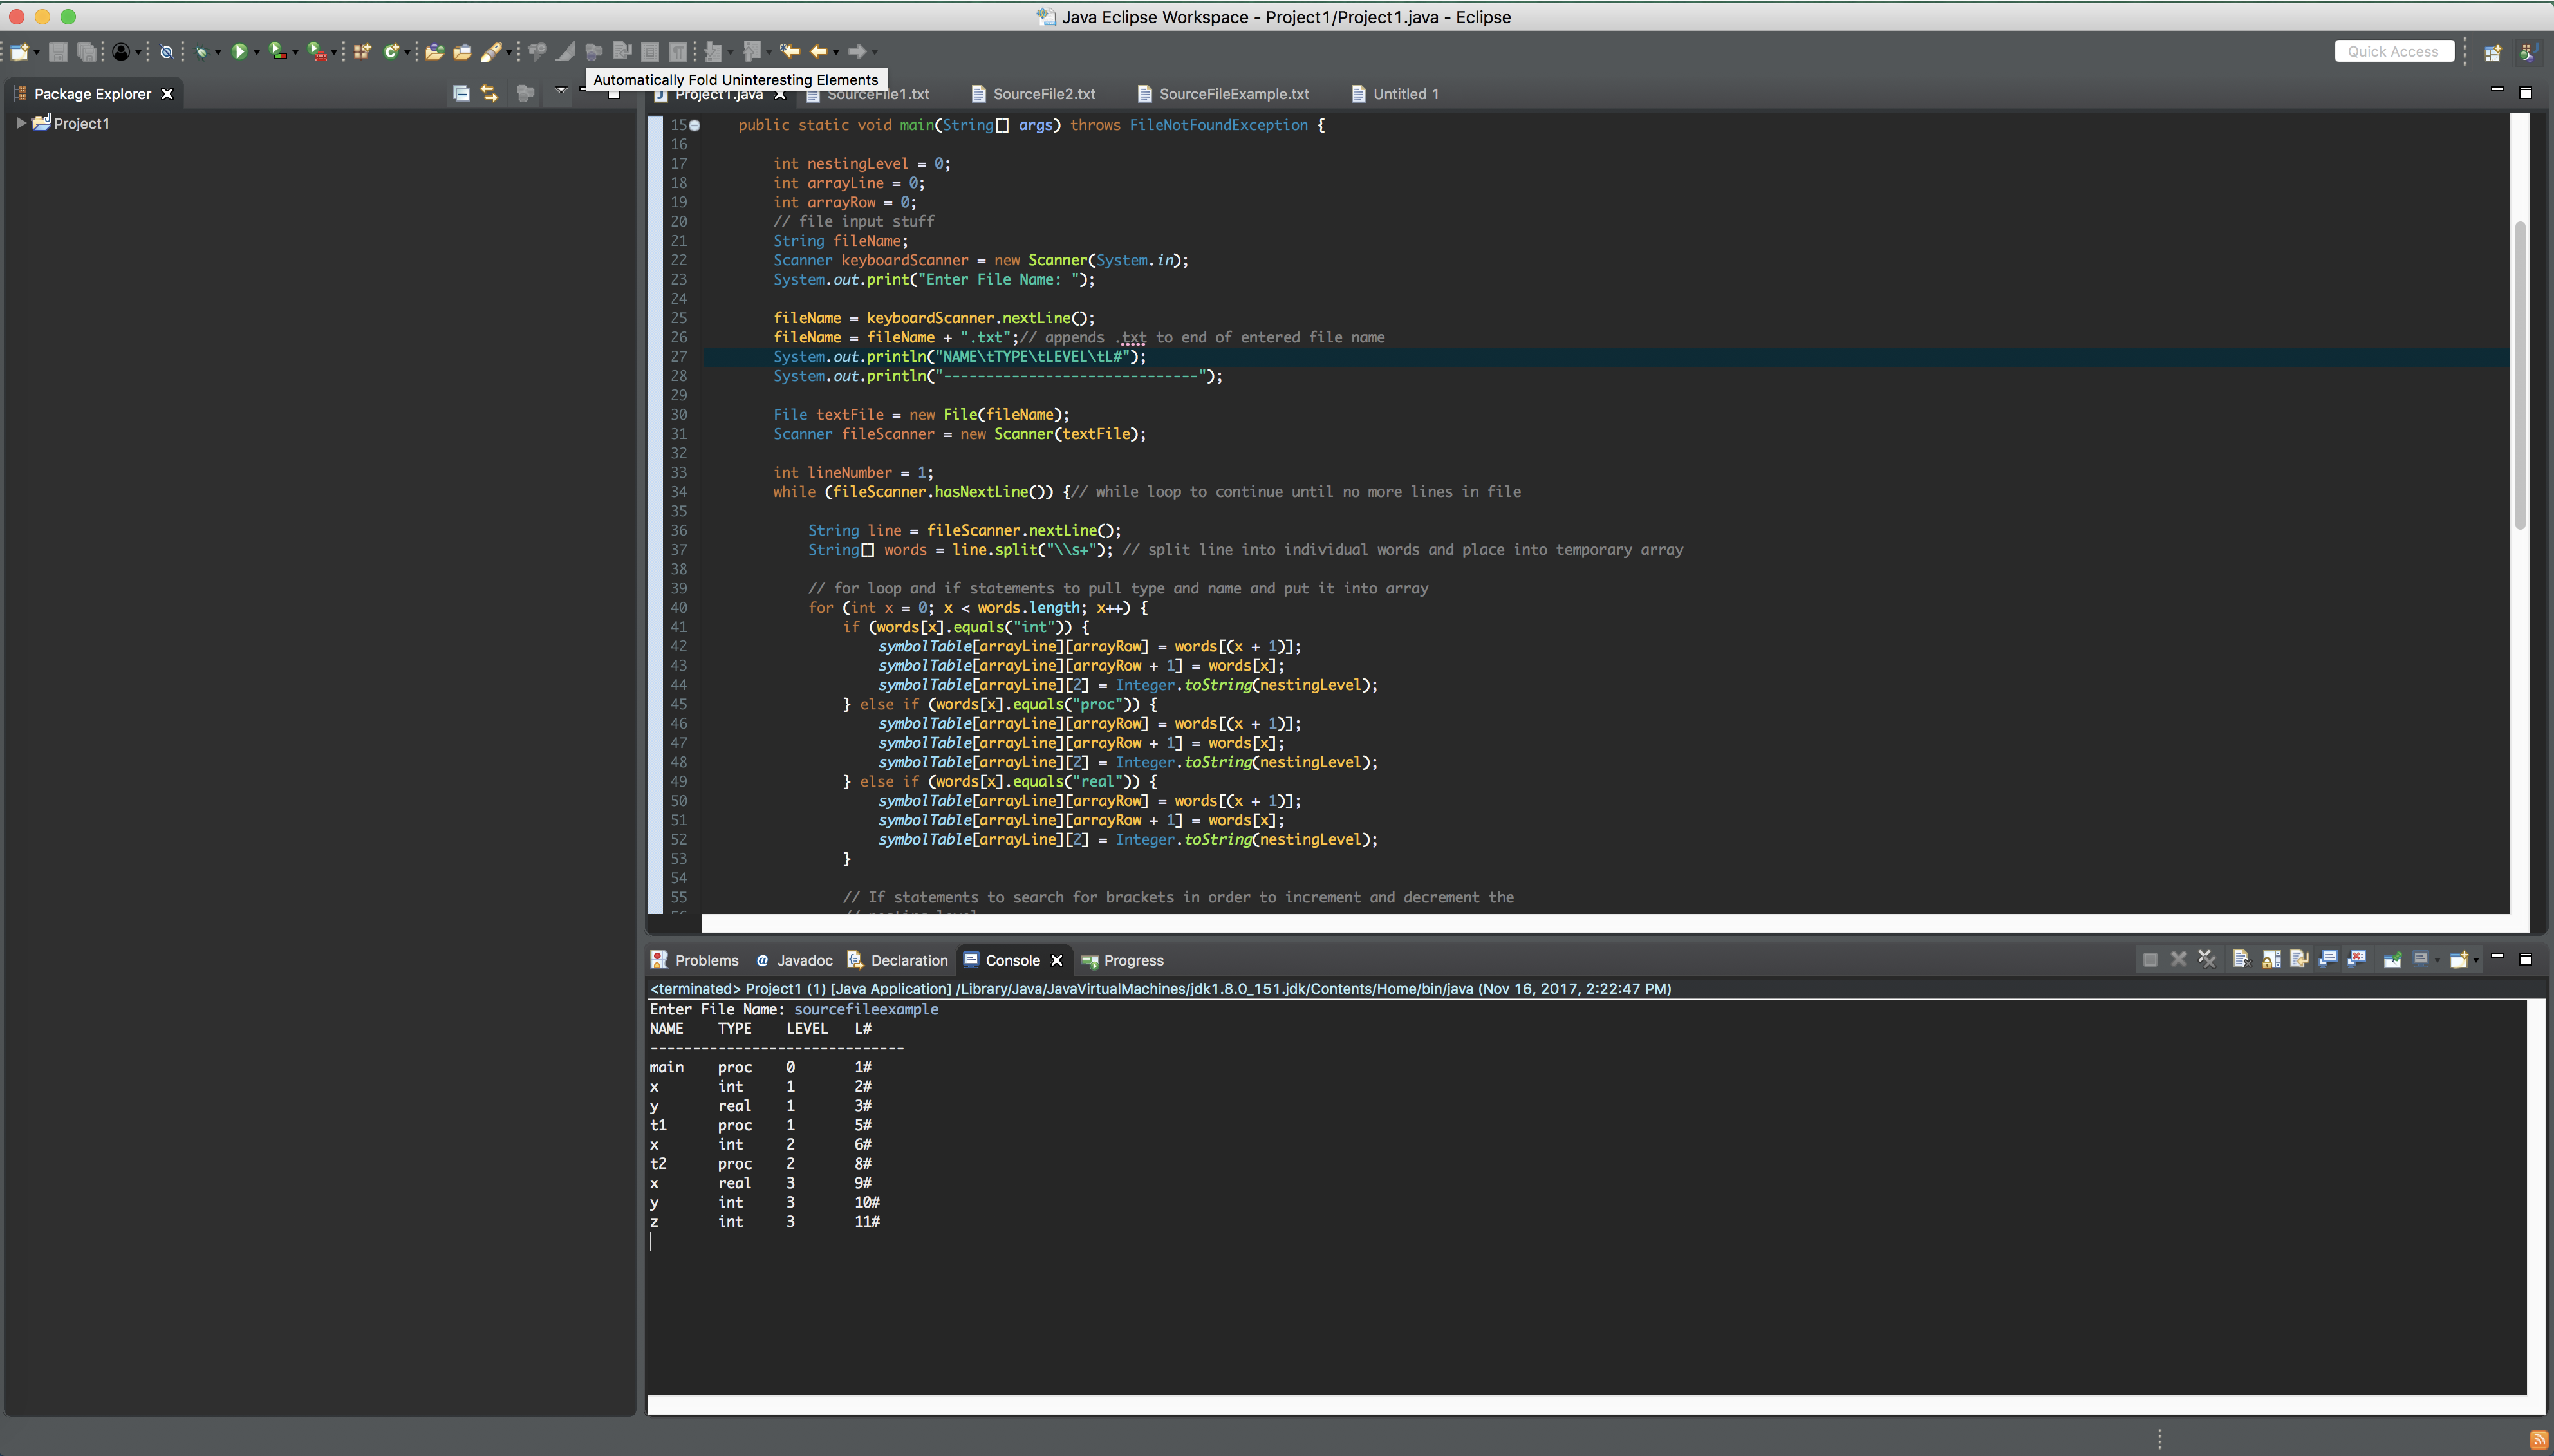 Java Eclipse Workspace - Project1/Project1.java - Eclipse
Quick Access
Automatically Fold Uninteresting Elements
Package Explorer
Project1.java
SourceFile1.txt
SourceFile2.txt
SourceFileExample.txt
Untitled 1
Project1
15 public static void main(String[] args) throws FileNotFoundException {
16
17 int nestingLevel = 0;
18 int arrayLine = 0;
19 int arrayRow = 0;
20 // file input stuff
21 String fileName;
22 Scanner keyboardScanner = new Scanner(System.in);
23 System.out.print("Enter File Name: ");
24
25 fileName = keyboardScanner.nextLine();
26 fileName = fileName + ".txt";// appends .txt to end of entered file name
27 System.out.println("NAME\tTYPE\tLEVEL\tL#");
28 System.out.println("------------------------------");
29
30 File textFile = new File(fileName);
31 Scanner fileScanner = new Scanner(textFile);
32
33 int lineNumber = 1;
34 while (fileScanner.hasNextLine()) {// while loop to continue until no more lines in file
35
36 String line = fileScanner.nextLine();
37 String[] words = line.split("\\s+"); // split line into individual words and place into temporary array
38
39 // for loop and if statements to pull type and name and put it into array
40 for (int x = 0; x < words.length; x++) {
41 if (words[x].equals("int")) {
42 symbolTable[arrayLine][arrayRow] = words[(x + 1)];
43 symbolTable[arrayLine][arrayRow + 1] = words[x];
44 symbolTable[arrayLine][2] = Integer.toString(nestingLevel);
45 } else if (words[x].equals("proc")) {
46 symbolTable[arrayLine][arrayRow] = words[(x + 1)];
47 symbolTable[arrayLine][arrayRow + 1] = words[x];
48 symbolTable[arrayLine][2] = Integer.toString(nestingLevel);
49 } else if (words[x].equals("real")) {
50 symbolTable[arrayLine][arrayRow] = words[(x + 1)];
51 symbolTable[arrayLine][arrayRow + 1] = words[x];
52 symbolTable[arrayLine][2] = Integer.toString(nestingLevel);
53 }
54
55 // If statements to search for brackets in order to increment and decrement the
Problems
Javadoc
Declaration
Console
Progress
<terminated> Project1 (1) [Java Application] /Library/Java/JavaVirtualMachines/jdk1.8.0_151.jdk/Contents/Home/bin/java (Nov 16, 2017, 2:22:47 PM)
Enter File Name: sourcefileexample
NAME TYPE LEVEL L#
------------------------------
main proc 0 1#
x int 1 2#
y real 1 3#
t1 proc 1 5#
x int 2 6#
t2 proc 2 8#
x real 3 9#
y int 3 10#
z int 3 11#